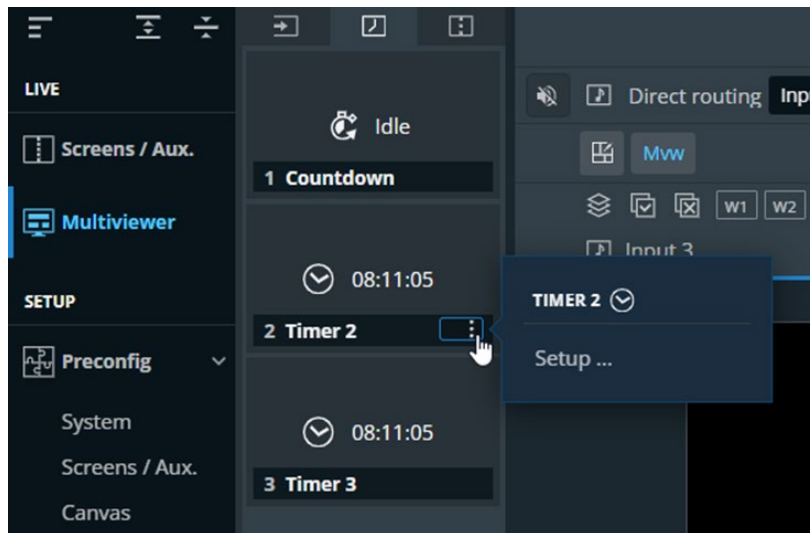 LIVE
Screens / Aux.
Multiviewer
SETUP
Preconfig
System
Screens / Aux.
Canvas
Idle
1 Countdown
08:11:05
2 Timer 2
08:11:05
3 Timer 3
Direct routing Inpu
Mvw
W1 W2
Input 3
TIMER 2
Setup ...